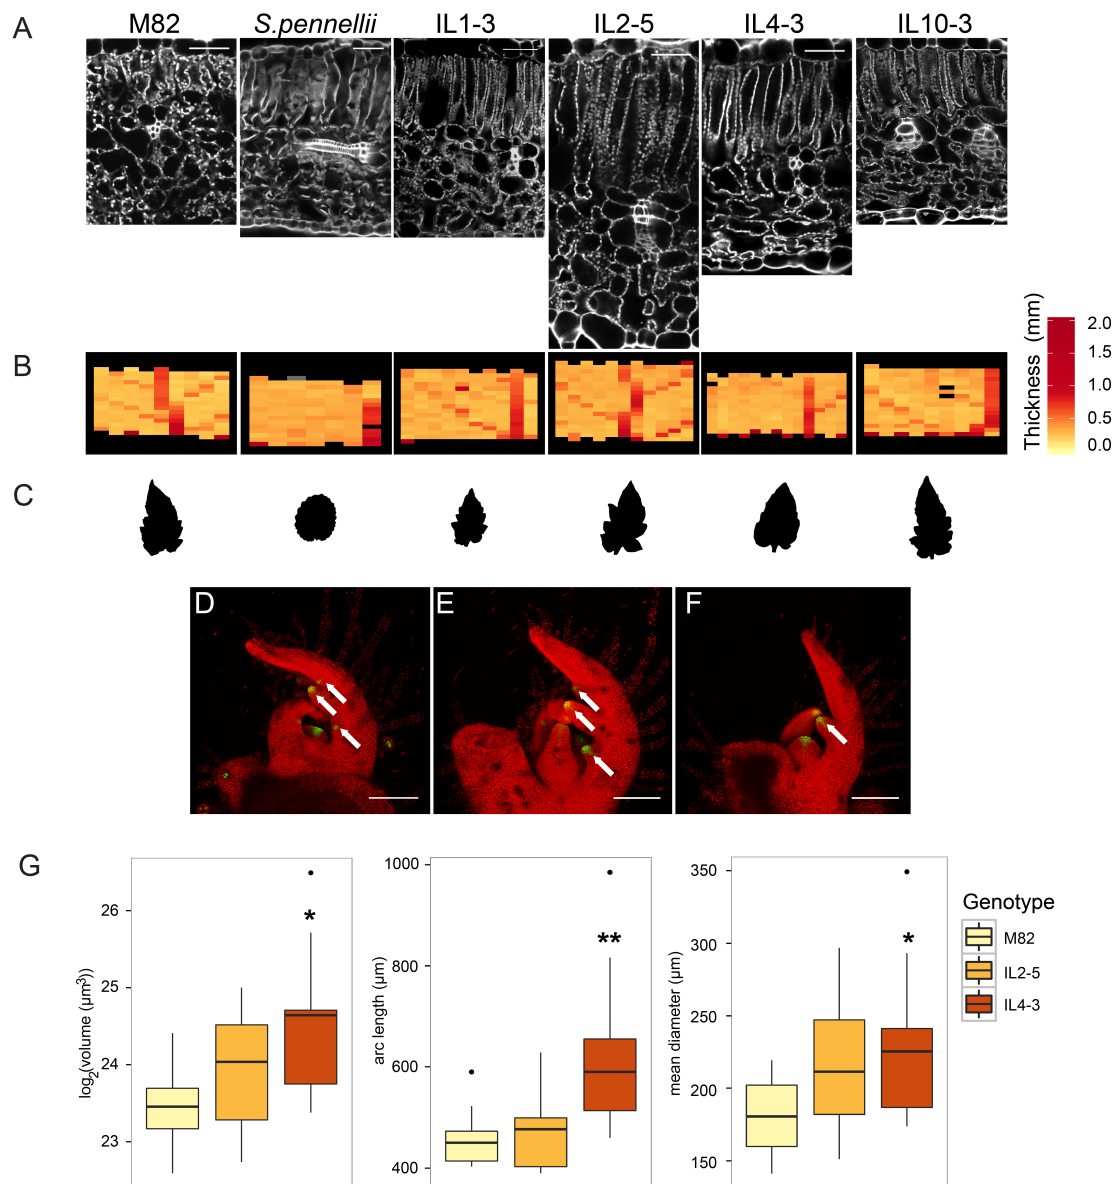 A
M82
S.pennellii
IL1-3
IL2-5
IL4-3
IL10-3
B
Thickness (mm)
2.0
1.5
1.0
0.5
0.0
C
D
E
F
G
log2(volume (µm³))
26
25
24
23
*
arc length (µm)
1000
800
600
400
**
mean diameter (µm)
350
300
250
200
150
*
Genotype
M82
IL2-5
IL4-3